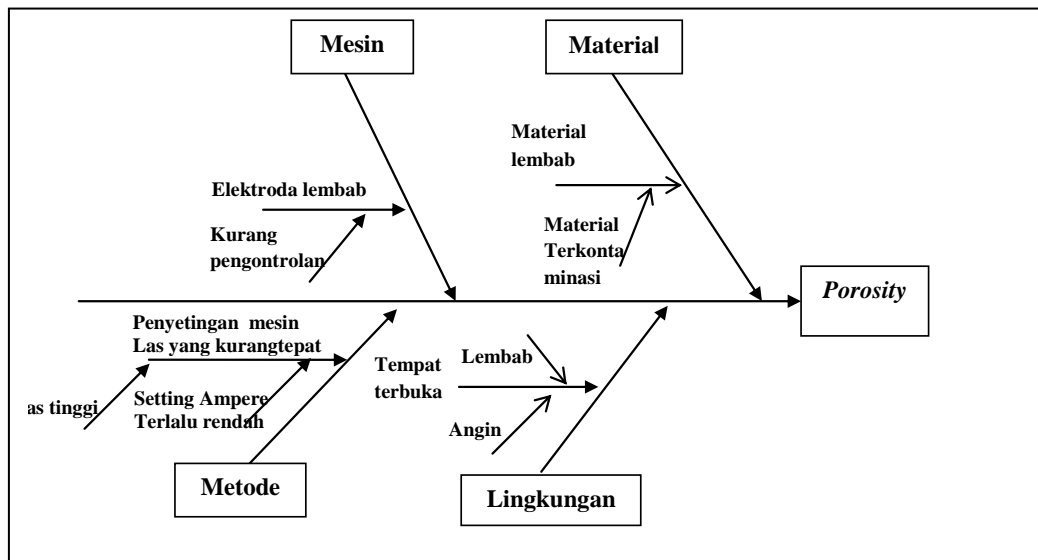 Mesin
Material
Material
lembab
Elektroda lembab
Kurang
pengontrolan
Material
Terkonta
minasi
Porosity
Penyetingan mesin
Las yang kurangtepat
Tempat
terbuka
Lembab
Setting Ampere
Terlalu rendah
as tinggi
Angin
Metode
Lingkungan